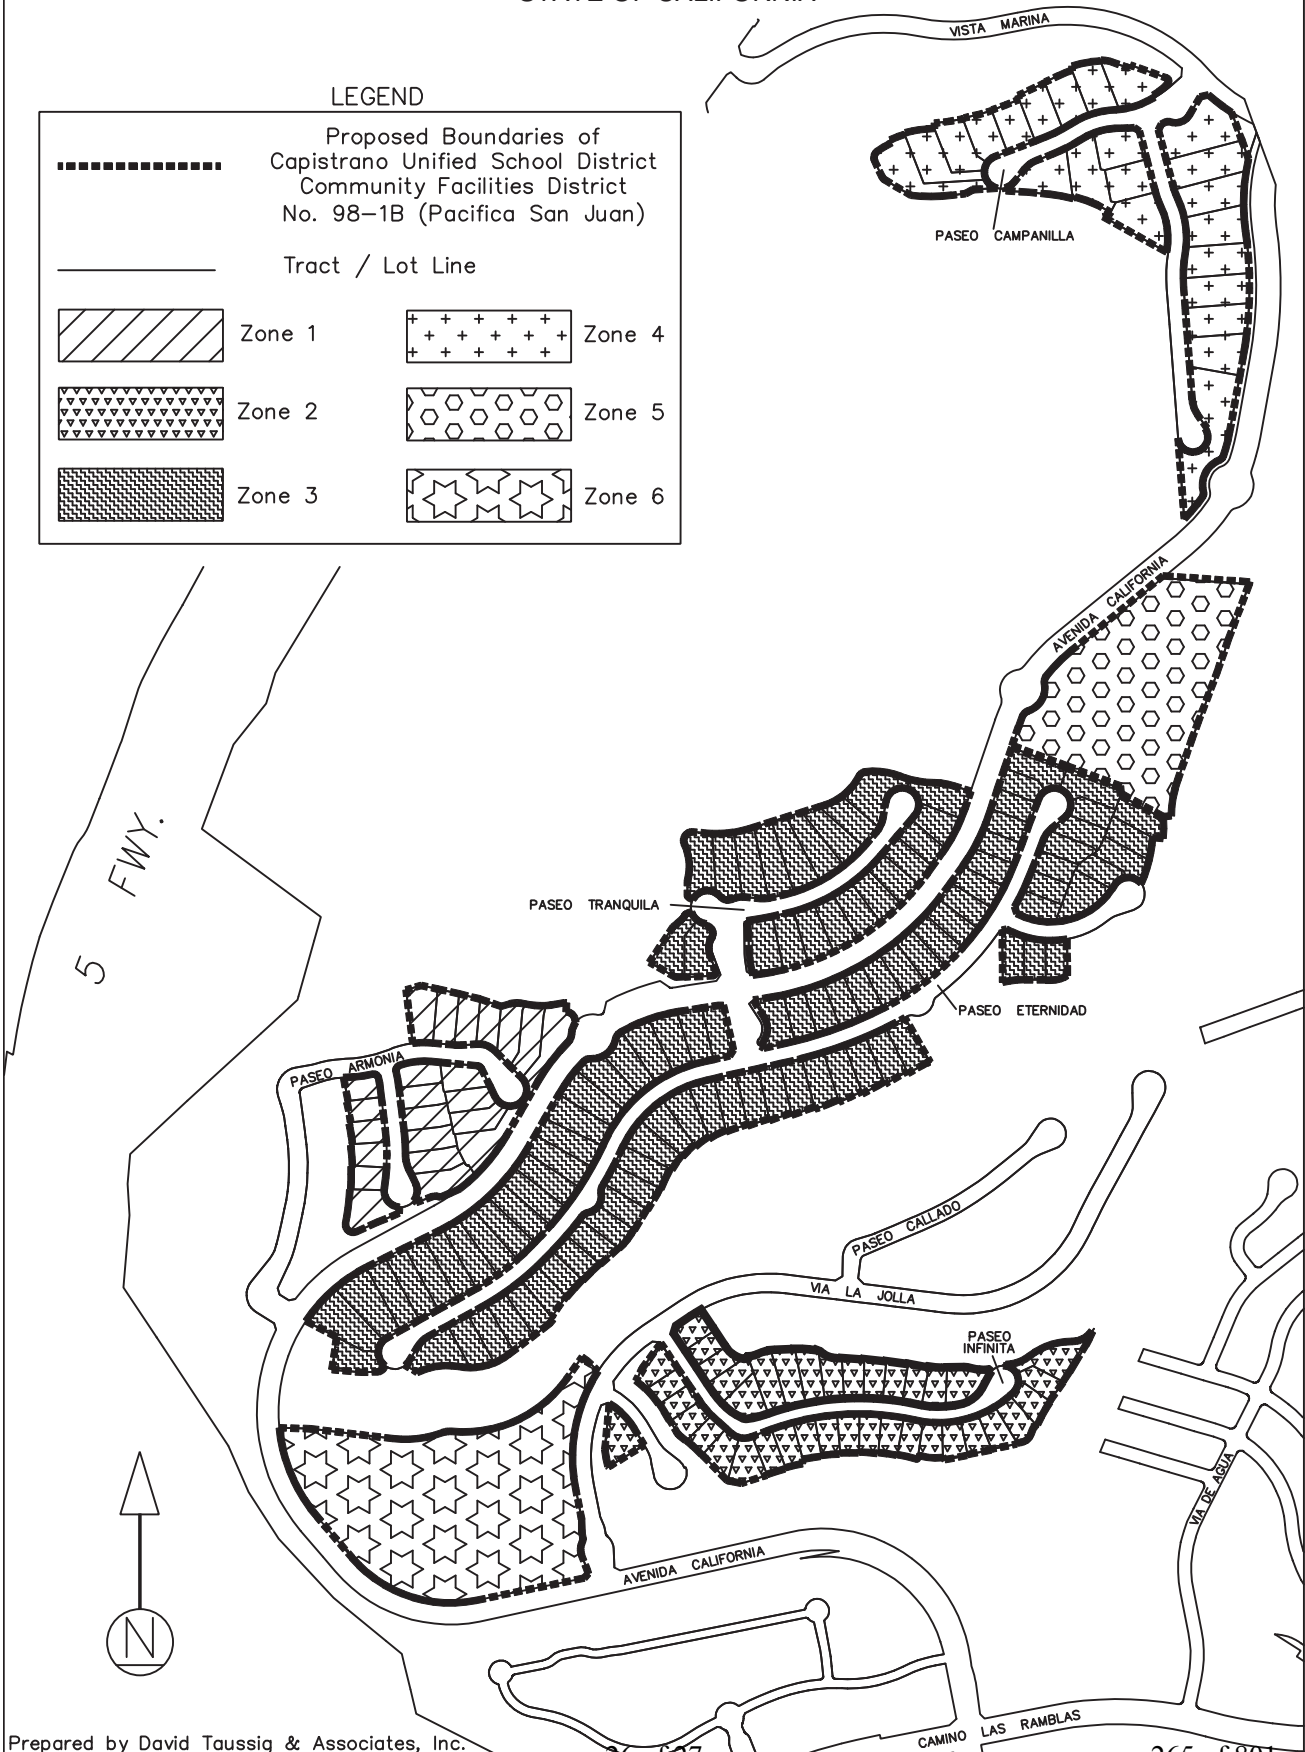 VISTA MARINA
LEGEND
Proposed Boundaries of
Capistrano Unified School District
Community Facilities District
No. 98-1B (Pacifica San Juan)
Tract / Lot Line
Zone 1
Zone 4
Zone 2
Zone 5
Zone 3
Zone 6
PASEO CAMPANILLA
AVENIDA CALIFORNIA
5 FWY.
PASEO TRANQUILA
PASEO ETERNIDAD
PASEO ARMONIA
PASEO CALLADO
VIA LA JOLLA
PASEO
INFINITA
VIA DE AGUA
AVENIDA CALIFORNIA
N
CAMINO LAS RAMBLAS
Prepared by David Taussig & Associates, Inc.